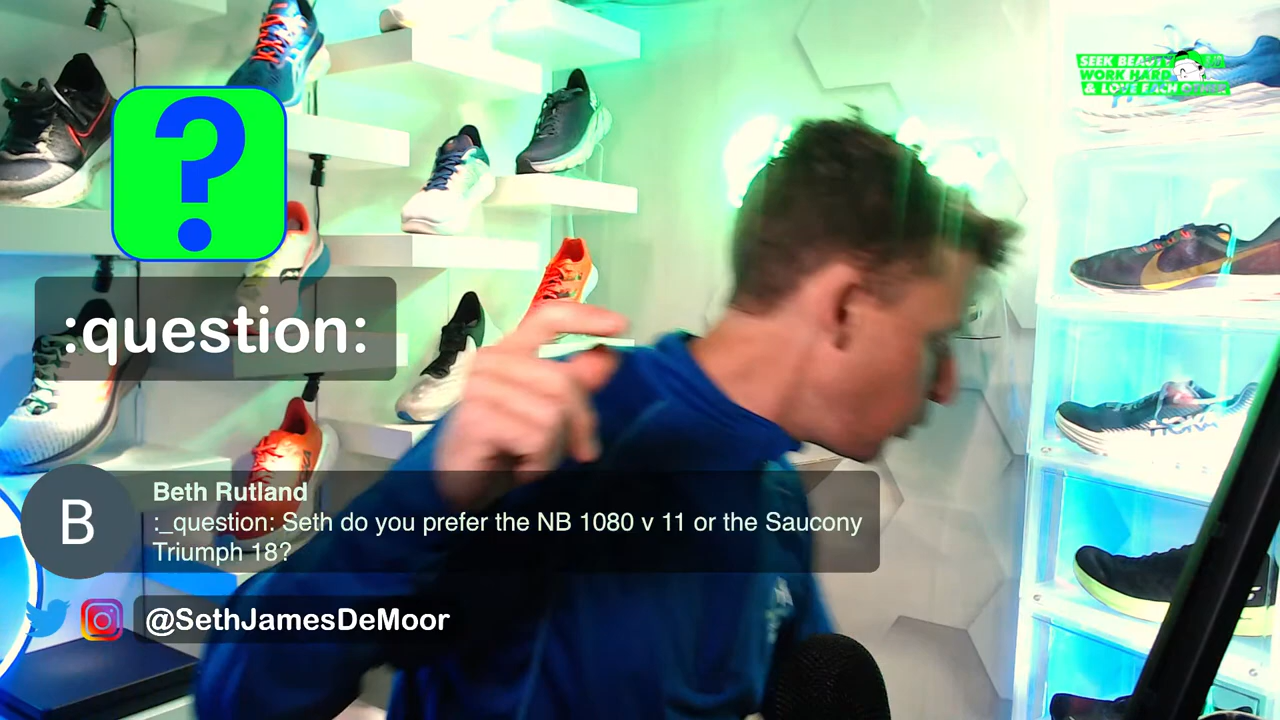 SEEK BEAUTY
WORK HARD
& LOVE EACH OTHER
?
:question:
B
Beth Rutland
:_question: Seth do you prefer the NB 1080 v 11 or the Saucony
Triumph 18?
@SethJamesDeMoor
HOKA